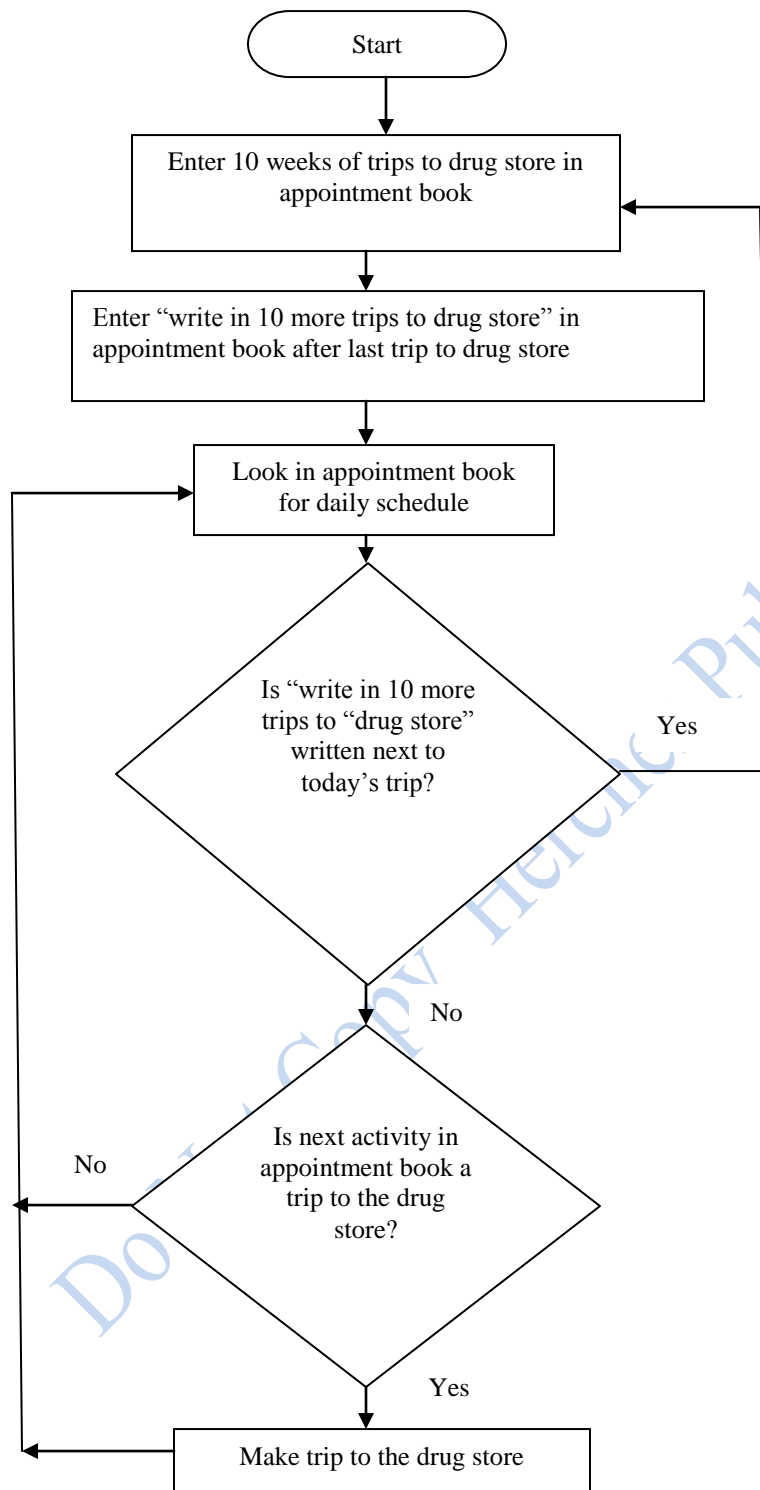 Start
Enter 10 weeks of trips to drug store in
appointment book
Enter “write in 10 more trips to drug store” in
appointment book after last trip to drug store
Look in appointment book
for daily schedule
Is “write in 10 more
trips to “drug store”
written next to
today’s trip?
Yes
No
Is next activity in
appointment book a
trip to the drug
store?
No
Yes
Make trip to the drug store
Do Copy